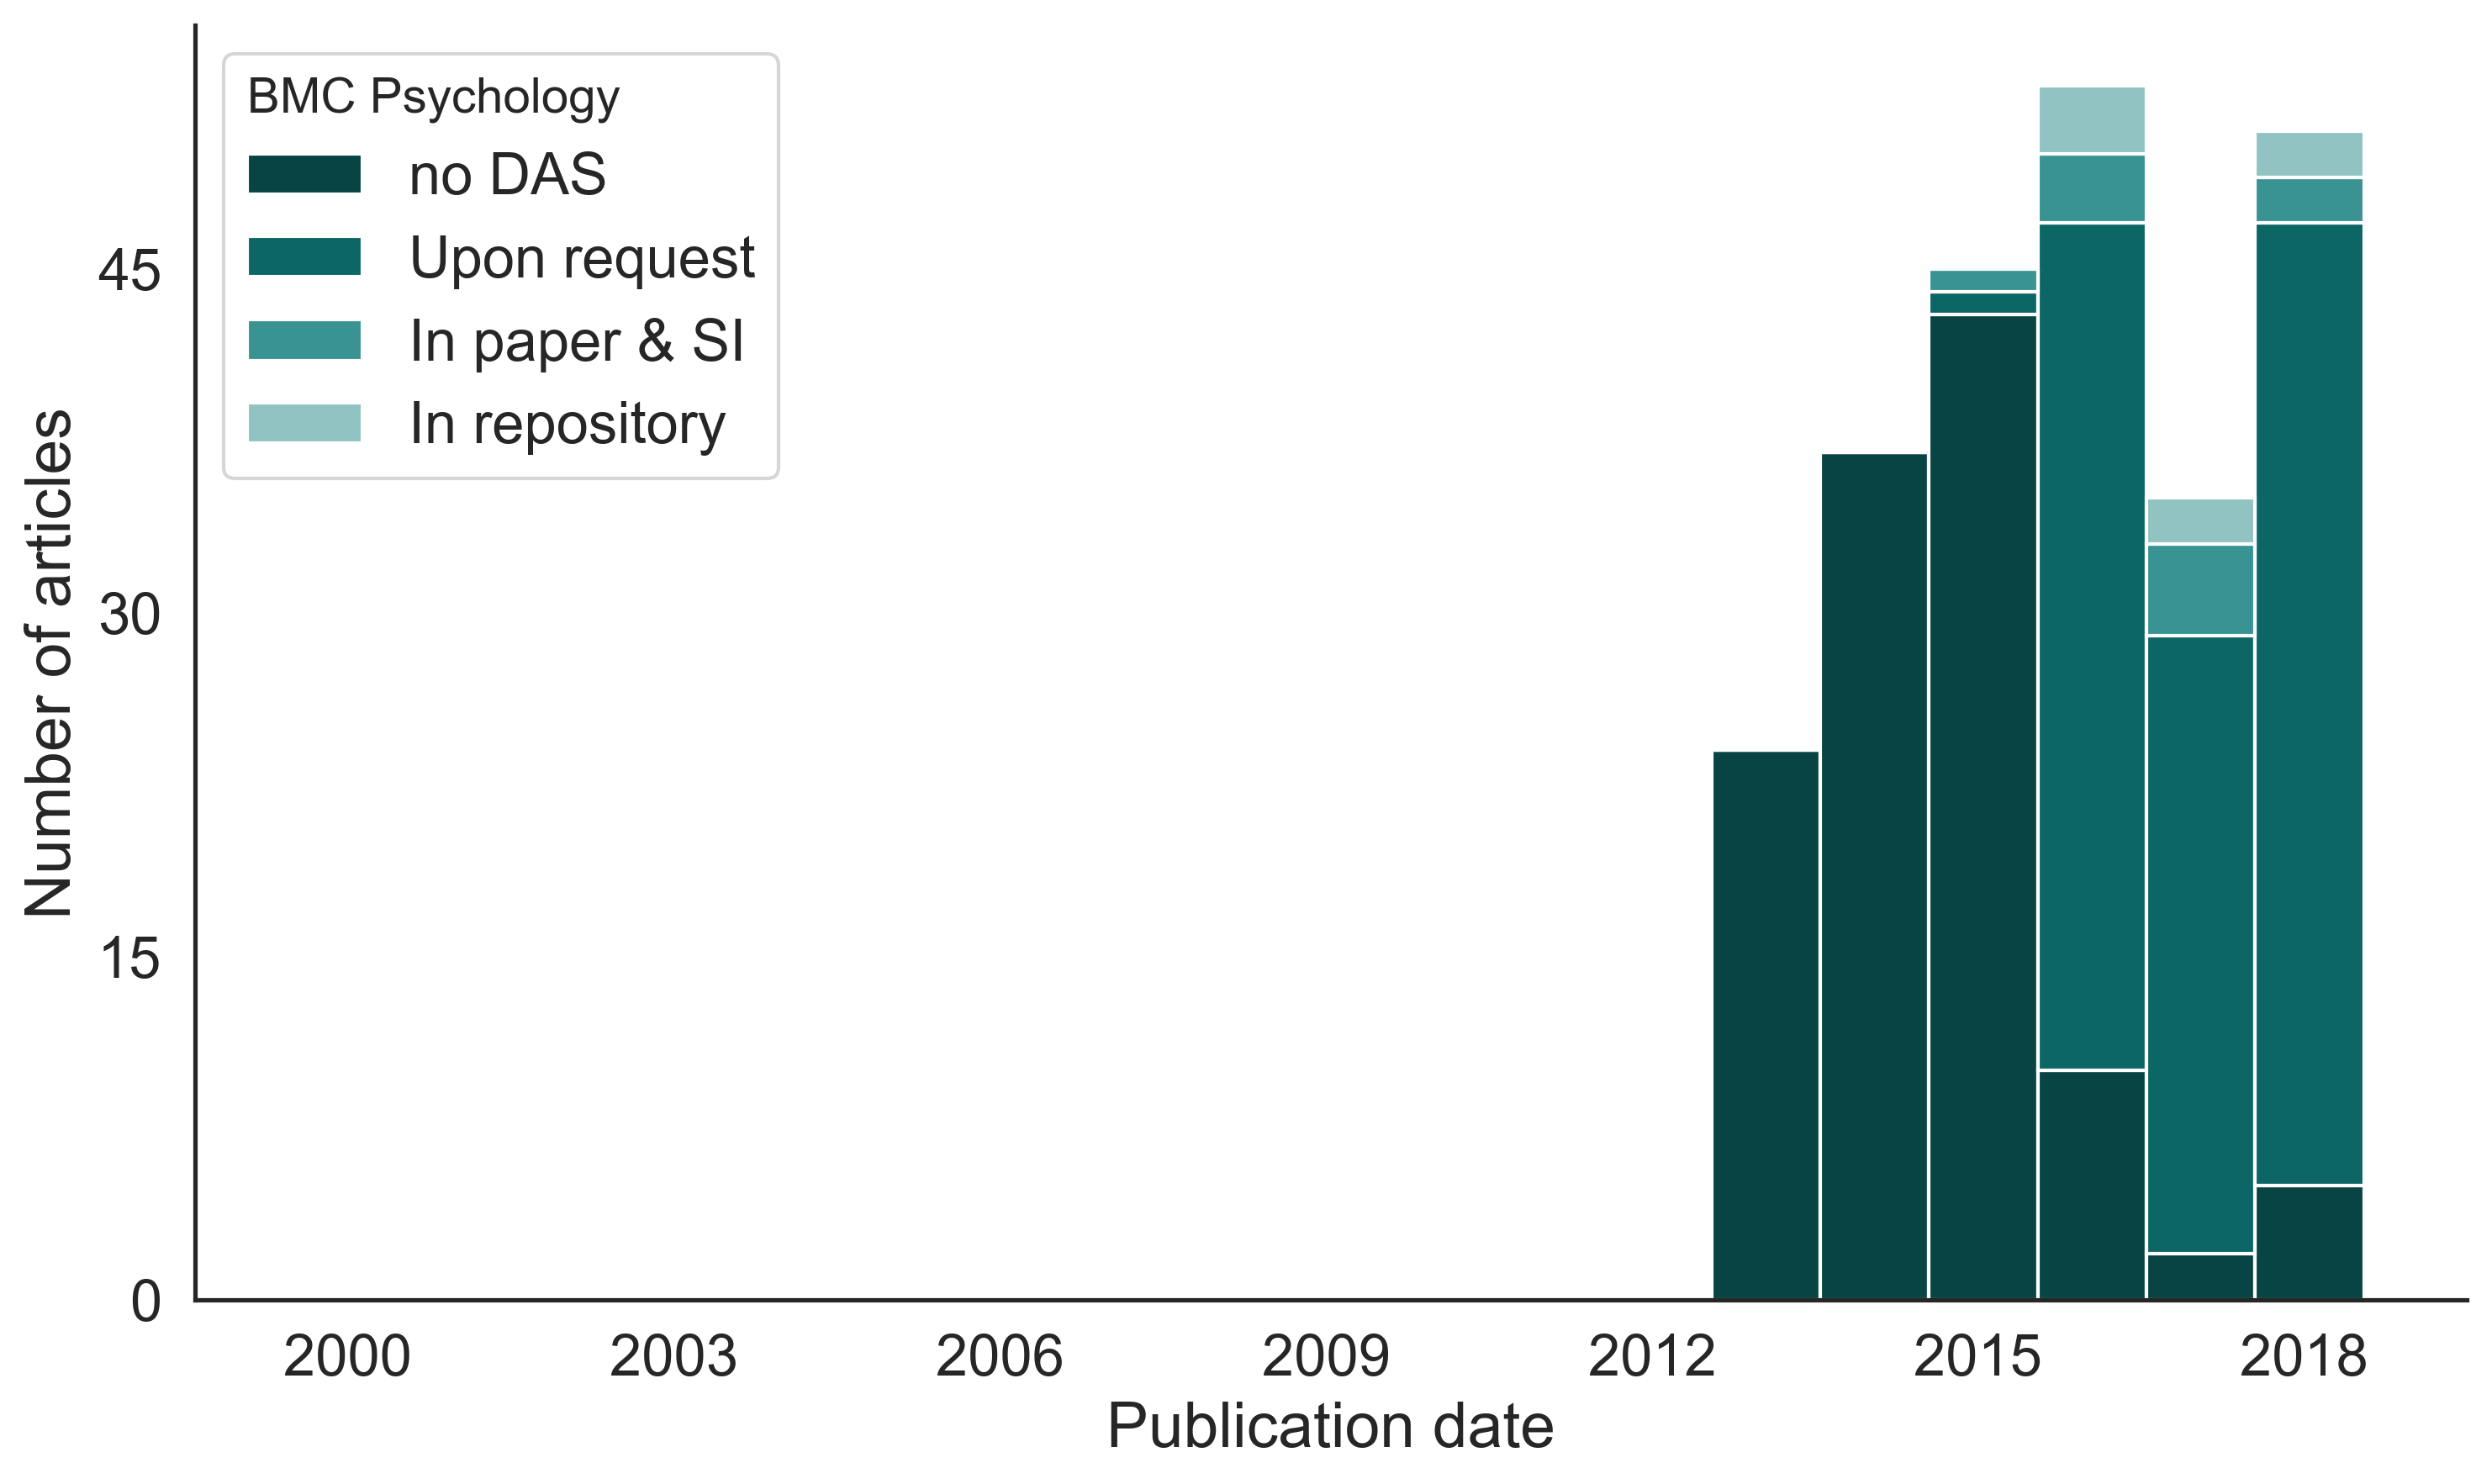 BMC Psychology
no DAS
Upon request
In paper & SI
In repository
Number of articles
45
30
15
0
2000 2003 2006 2009 2012 2015 2018
Publication date